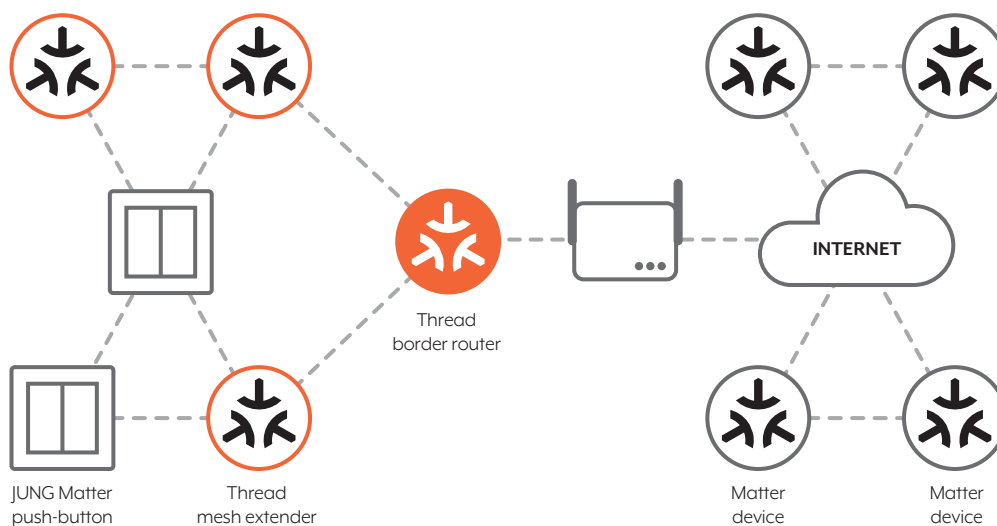 INTERNET
Thread
border router
JUNG Matter
push-button
Thread
mesh extender
Matter
device
Matter
device